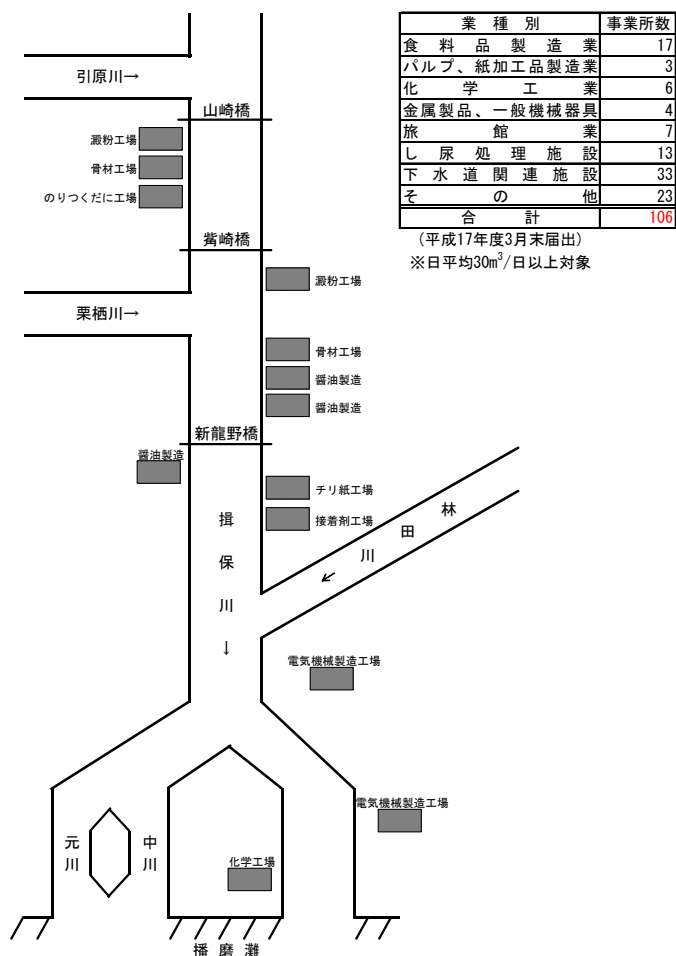 業種別 事業所数
食料品製造業 17
パルプ、紙加工品製造業 3
化学工業 6
金属製品、一般機械器具 4
旅館業 7
し尿処理施設 13
下水道関連施設 33
その他 23
合計 106
(平成17年度3月末届出)
※日平均30m³/日以上対象
引原川→
山崎橋
澱粉工場
骨材工場
のりつくだに工場
觜崎橋
澱粉工場
栗栖川→
骨材工場
醤油製造
醤油製造
新龍野橋
醤油製造
チリ紙工場
接着剤工場
林田川
↙
揖保川
↓
電気機械製造工場
電気機械製造工場
元川
中川
化学工場
播磨灘